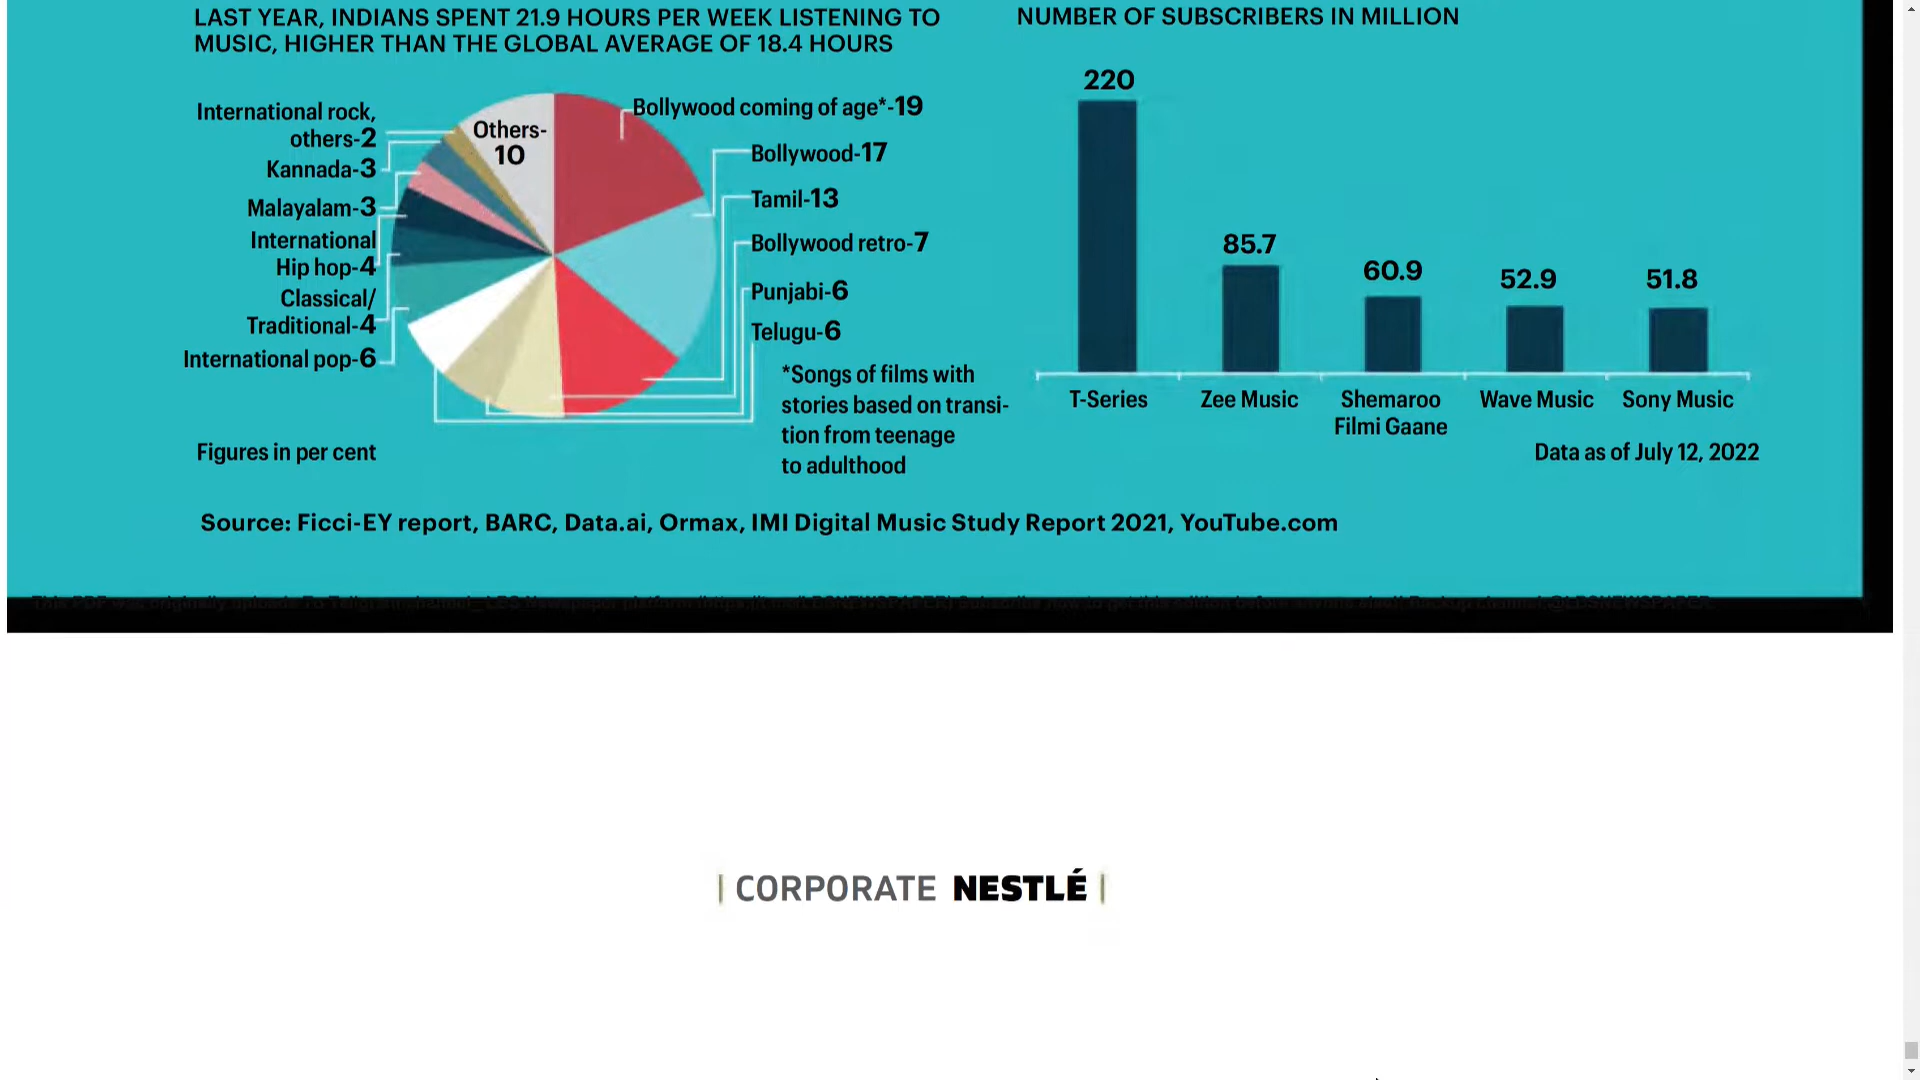 LAST YEAR, INDIANS SPENT 21.9 HOURS PER WEEK LISTENING TO
MUSIC, HIGHER THAN THE GLOBAL AVERAGE OF 18.4 HOURS
International rock,
others-2
Kannada-3
Malayalam-3
International
Hip hop-4
Classical/
Traditional-4
International pop-6
Others-
10
Bollywood coming of age*-19
Bollywood-17
Tamil-13
Bollywood retro-7
Punjabi-6
Telugu-6
*Songs of films with
stories based on transi-
tion from teenage
to adulthood
Figures in per cent
NUMBER OF SUBSCRIBERS IN MILLION
220
85.7
60.9
52.9
51.8
T-Series
Zee Music
Shemaroo
Filmi Gaane
Wave Music
Sony Music
Data as of July 12, 2022
Source: Ficci-EY report, BARC, Data.ai, Ormax, IMI Digital Music Study Report 2021, YouTube.com
| CORPORATE NESTLÉ |